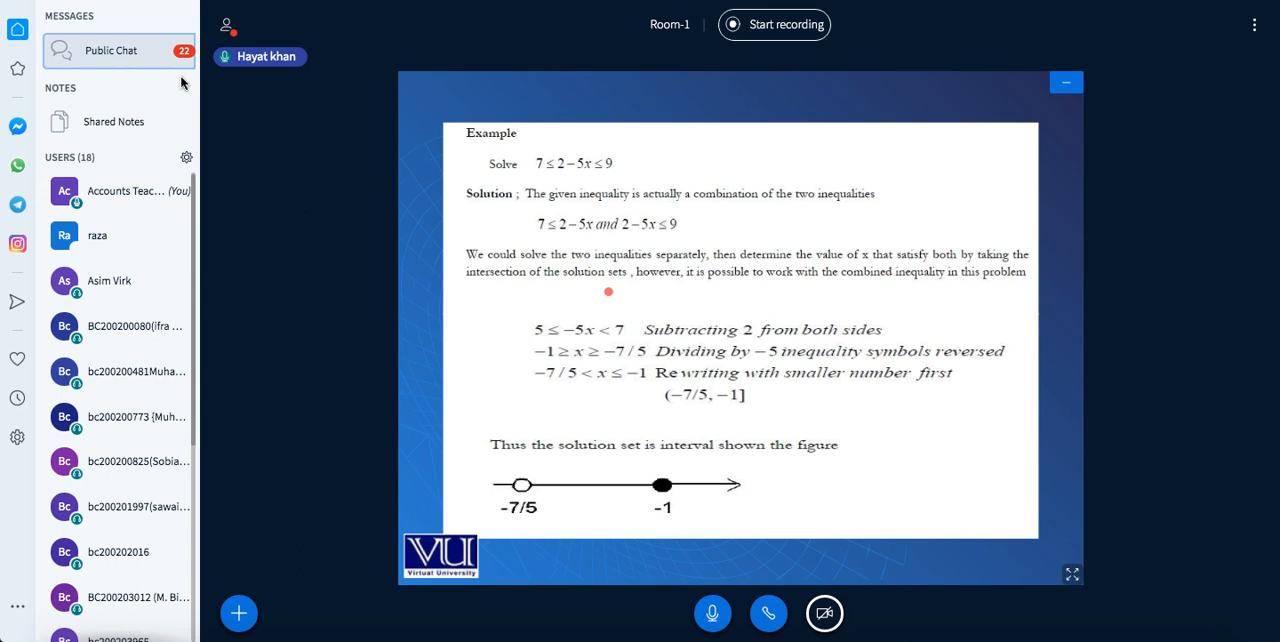 MESSAGES
Public Chat
22
NOTES
Shared Notes
USERS (18)
Ac
Accounts Teac... (You)
Ra
raza
As
Asim Virk
Bc
BC200200080(ifra ...
Bc
bc200200481Muha...
Bc
bc200200773 {Muh...
Bc
bc200200825(Sobia...
Bc
bc200201997(sawai...
Bc
bc200202016
Bc
BC200203012 (M. Bi...
bc200203965
Room-1
Start recording
Hayat khan
Example
Solve 7 ≤ 2 – 5x ≤ 9
Solution ; The given inequality is actually a combination of the two inequalities
7 ≤ 2 – 5x and 2 – 5x ≤ 9
We could solve the two inequalities separately, then determine the value of x that satisfy both by taking the
intersection of the solution sets , however, it is possible to work with the combined inequality in this problem
5 ≤ −5x < 7 Subtracting 2 from both sides
−1 ≥ x ≥ −7 / 5 Dividing by − 5 inequality symbols reversed
−7 / 5 < x ≤ −1 Re writing with smaller number first
(−7/5, −1]
Thus the solution set is interval shown the figure
-7/5 -1
VU
Virtual University